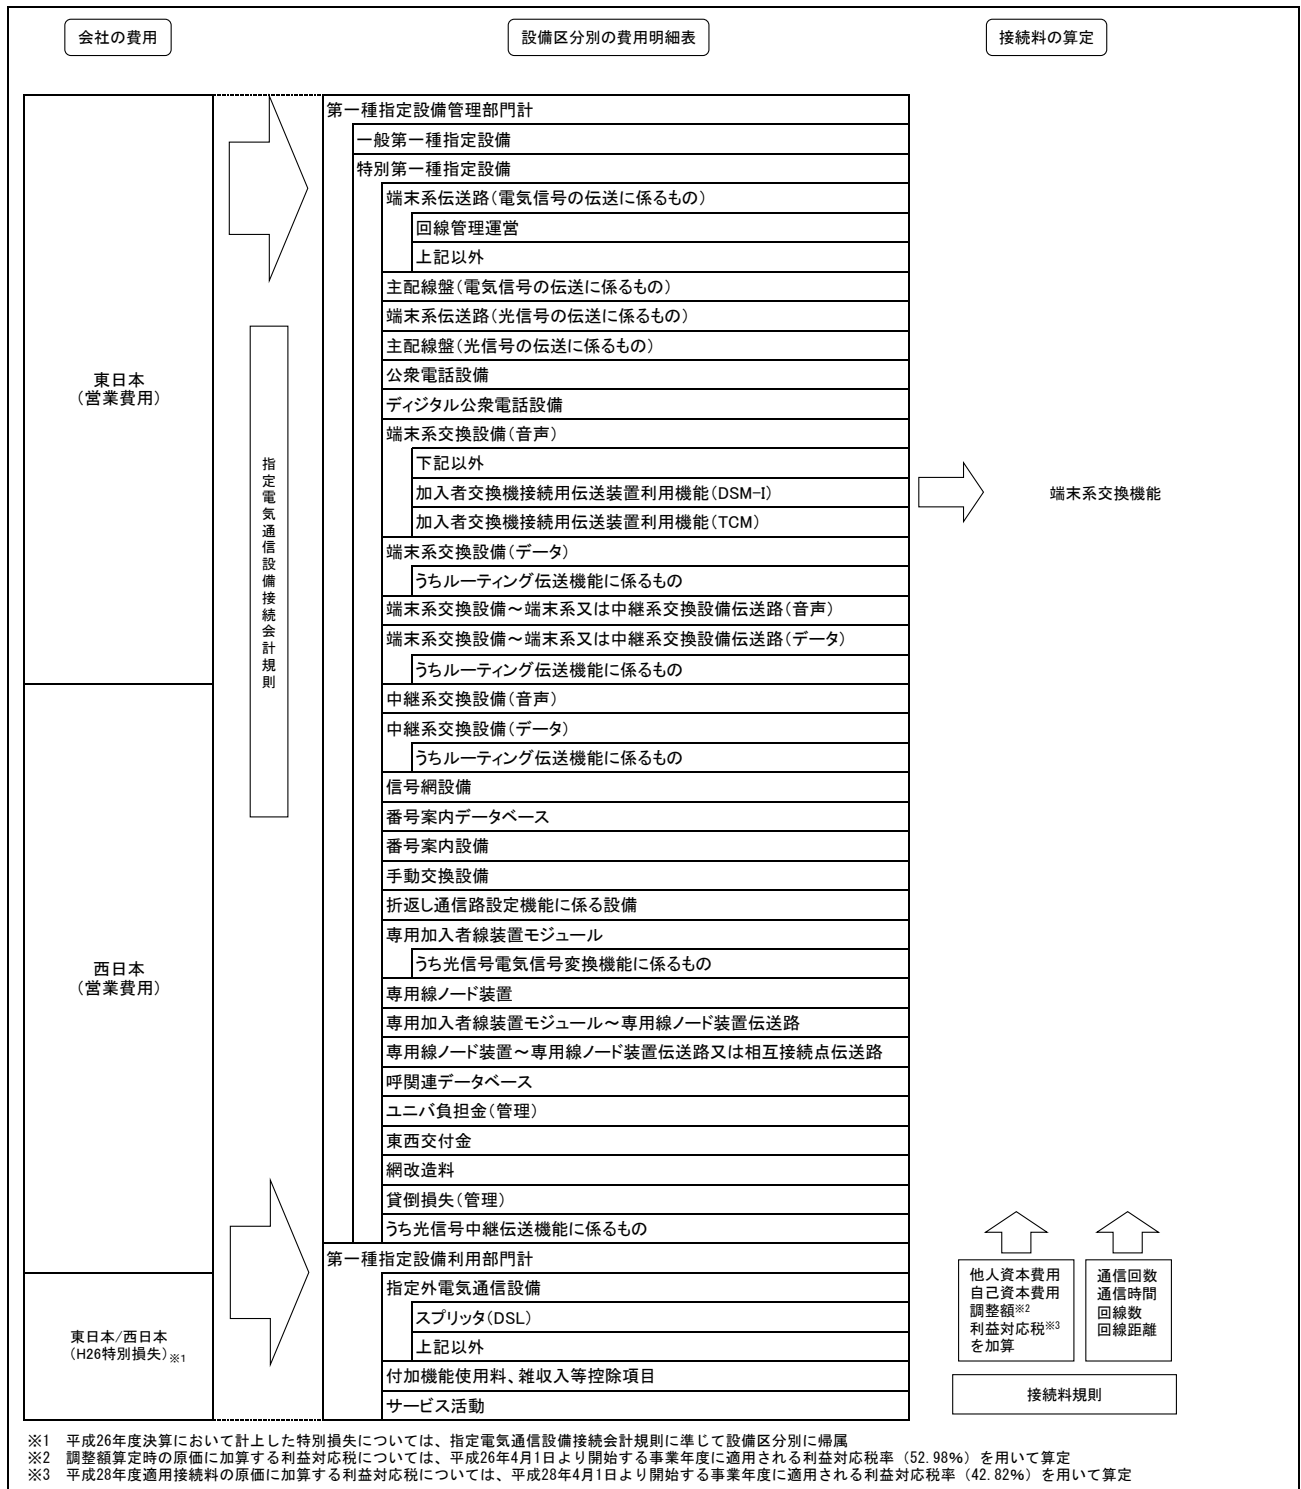 会社の費用
設備区分別の費用明細表
接続料の算定
東日本
（営業費用）
西日本
（営業費用）
東日本/西日本
（H26特別損失）※1
指定電気通信設備接続会計規則
第一種指定設備管理部門計
一般第一種指定設備
特別第一種指定設備
端末系伝送路（電気信号の伝送に係るもの）
回線管理運営
上記以外
主配線盤（電気信号の伝送に係るもの）
端末系伝送路（光信号の伝送に係るもの）
主配線盤（光信号の伝送に係るもの）
公衆電話設備
ディジタル公衆電話設備
端末系交換設備（音声）
下記以外
加入者交換機接続用伝送装置利用機能（DSM-I）
加入者交換機接続用伝送装置利用機能（TCM）
端末系交換設備（データ）
うちルーティング伝送機能に係るもの
端末系交換設備～端末系又は中継系交換設備伝送路（音声）
端末系交換設備～端末系又は中継系交換設備伝送路（データ）
うちルーティング伝送機能に係るもの
中継系交換設備（音声）
中継系交換設備（データ）
うちルーティング伝送機能に係るもの
信号網設備
番号案内データベース
番号案内設備
手動交換設備
折返し通信路設定機能に係る設備
専用加入者線装置モジュール
うち光信号電気信号変換機能に係るもの
専用線ノード装置
専用加入者線装置モジュール～専用線ノード装置伝送路
専用線ノード装置～専用線ノード装置伝送路又は相互接続点伝送路
呼関連データベース
ユニバ負担金（管理）
東西交付金
網改造料
貸倒損失（管理）
うち光信号中継伝送機能に係るもの
第一種指定設備利用部門計
指定外電気通信設備
スプリッタ（DSL）
上記以外
付加機能使用料、雑収入等控除項目
サービス活動
端末系交換機能
他人資本費用
自己資本費用
調整額※2
利益対応税※3
を加算
通信回数
通信時間
回線数
回線距離
接続料規則
※1　平成26年度決算において計上した特別損失については、指定電気通信設備接続会計規則に準じて設備区分別に帰属
※2　調整額算定時の原価に加算する利益対応税については、平成26年4月1日より開始する事業年度に適用される利益対応税率（52.98%）を用いて算定
※3　平成28年度適用接続料の原価に加算する利益対応税については、平成28年4月1日より開始する事業年度に適用される利益対応税率（42.82%）を用いて算定